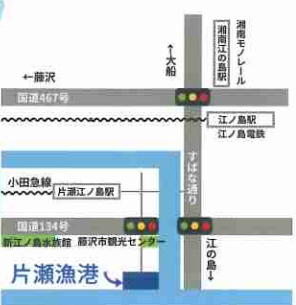 湘南モノレール
湘南江の島駅
↑大船
←藤沢
国道467号
江ノ島駅
江ノ島電鉄
すばな通り
小田急線
片瀬江ノ島駅
国道134号
新江ノ島水族館
藤沢市観光センター
江の島↓
片瀬漁港